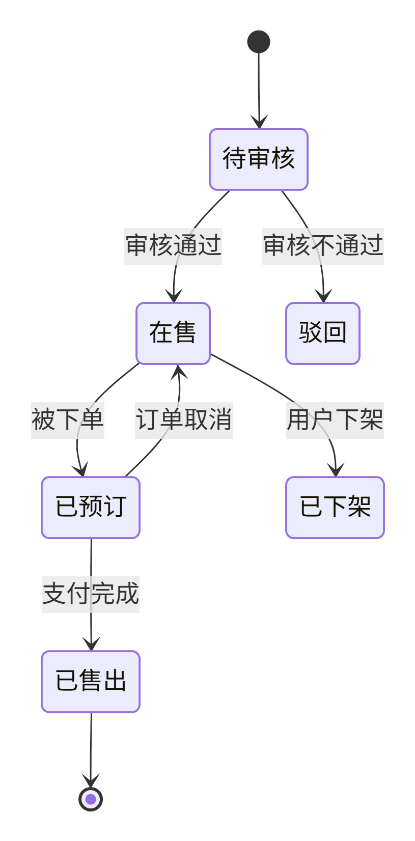 待审核
审核通过
审核不通过
在售
驳回
被下单
订单取消
用户下架
已预订
已下架
支付完成
已售出